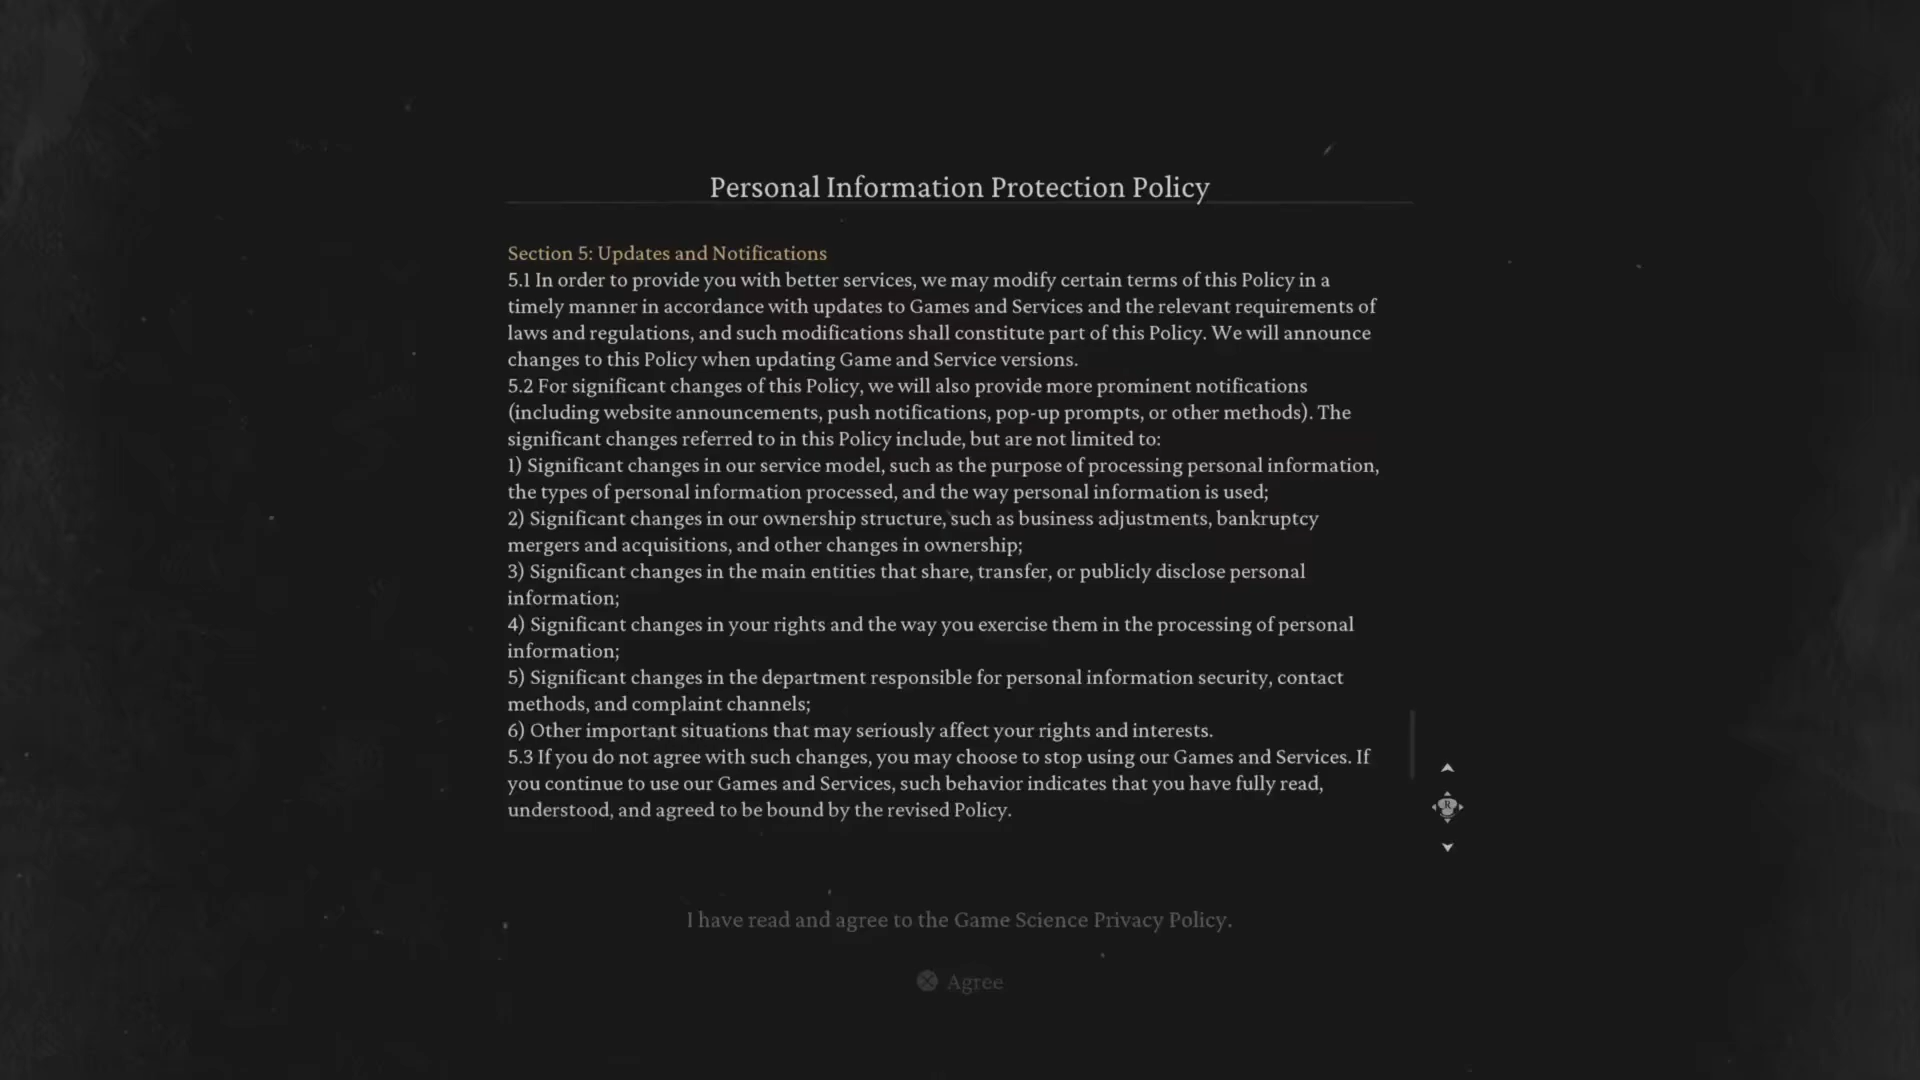 Personal Information Protection Policy
Section 5: Updates and Notifications
5.1 In order to provide you with better services, we may modify certain terms of this Policy in a
timely manner in accordance with updates to Games and Services and the relevant requirements of
laws and regulations, and such modifications shall constitute part of this Policy. We will announce
changes to this Policy when updating Game and Service versions.
5.2 For significant changes of this Policy, we will also provide more prominent notifications
(including website announcements, push notifications, pop-up prompts, or other methods). The
significant changes referred to in this Policy include, but are not limited to:
1) Significant changes in our service model, such as the purpose of processing personal information,
the types of personal information processed, and the way personal information is used;
2) Significant changes in our ownership structure, such as business adjustments, bankruptcy
mergers and acquisitions, and other changes in ownership;
3) Significant changes in the main entities that share, transfer, or publicly disclose personal
information;
4) Significant changes in your rights and the way you exercise them in the processing of personal
information;
5) Significant changes in the department responsible for personal information security, contact
methods, and complaint channels;
6) Other important situations that may seriously affect your rights and interests.
5.3 If you do not agree with such changes, you may choose to stop using our Games and Services. If
you continue to use our Games and Services, such behavior indicates that you have fully read,
understood, and agreed to be bound by the revised Policy.
R
I have read and agree to the Game Science Privacy Policy.
Agree